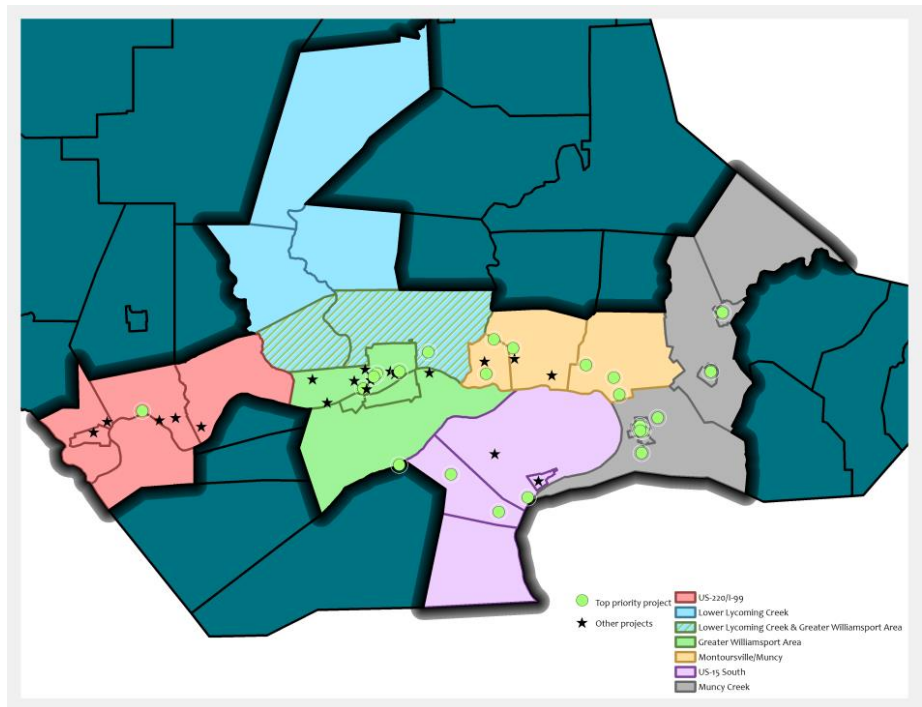 Top priority project
Other projects
US-220/I-99
Lower Lycoming Creek
Lower Lycoming Creek & Greater Williamsport Area
Greater Williamsport Area
Montoursville/Muncy
US-15 South
Muncy Creek